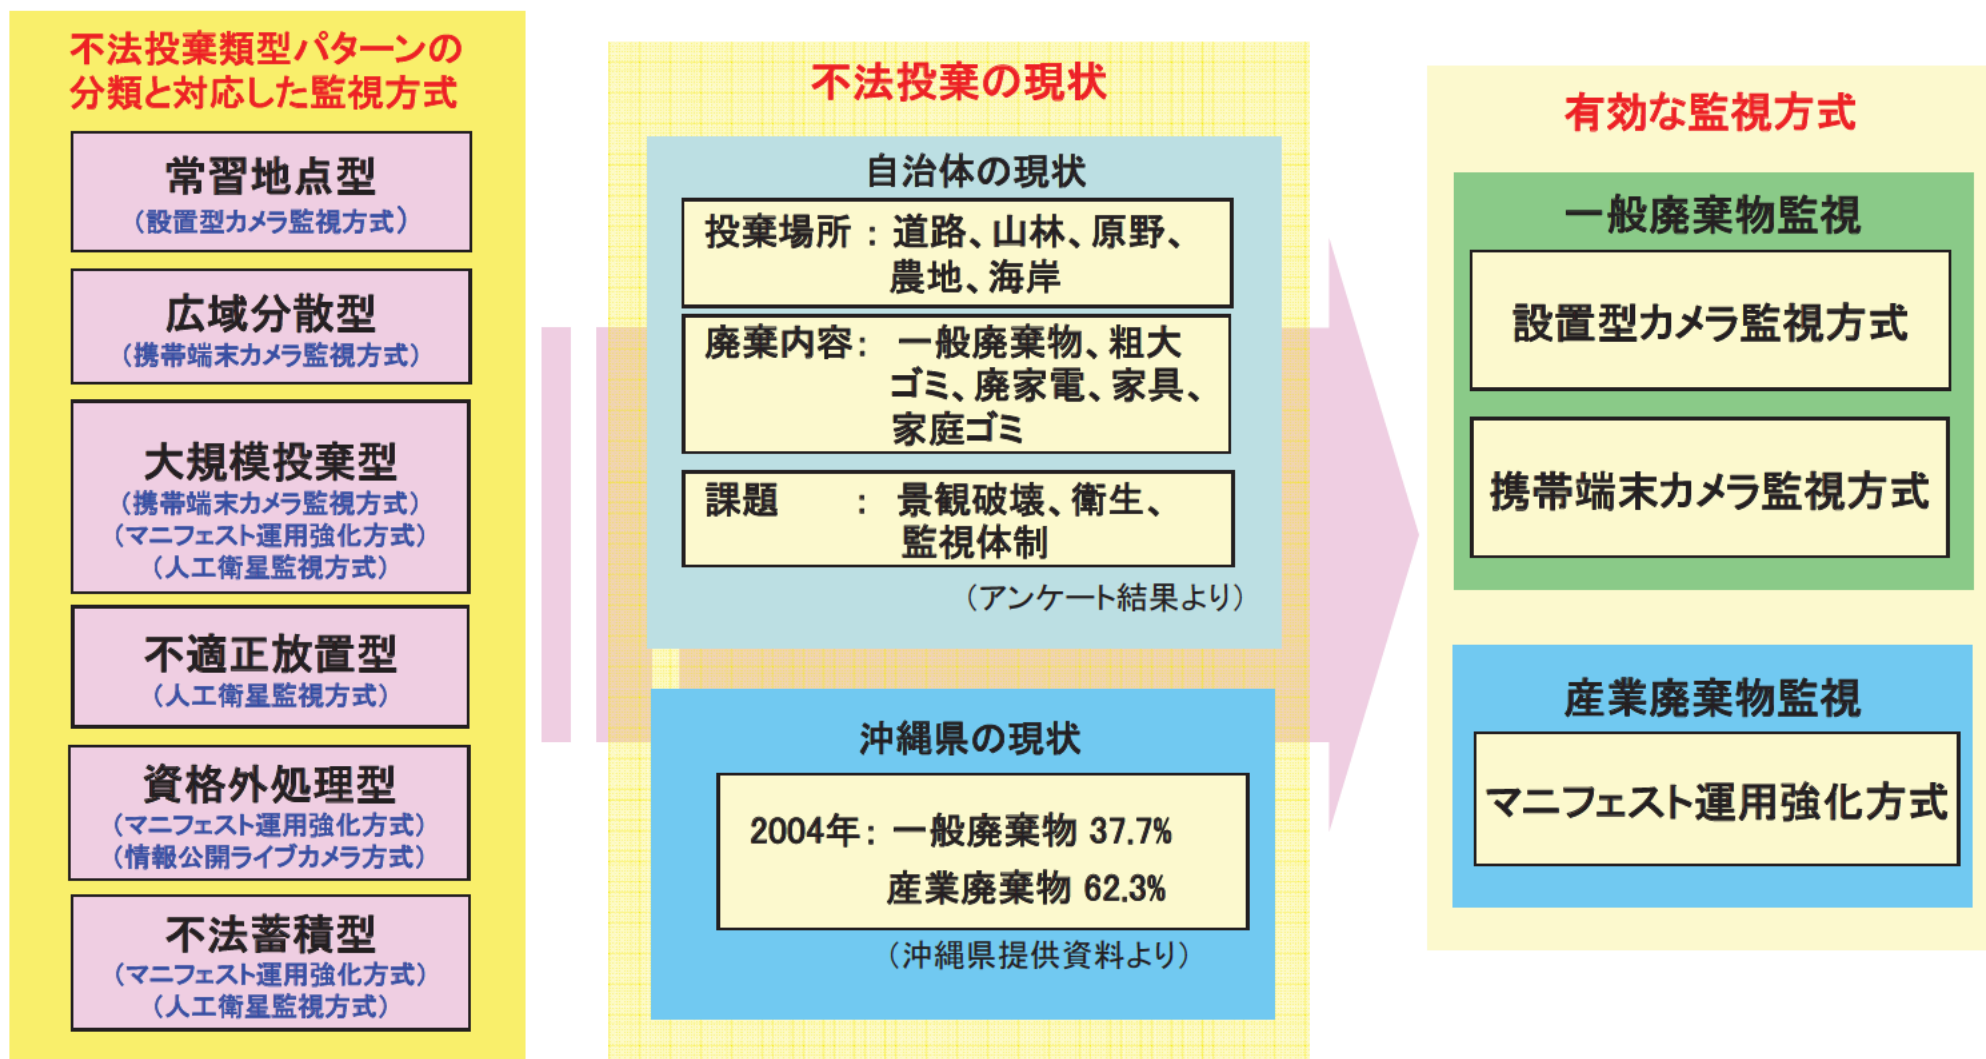 不法投棄類型パターンの
分類と対応した監視方式
常習地点型
（設置型カメラ監視方式）
広域分散型
（携帯端末カメラ監視方式）
大規模投棄型
（携帯端末カメラ監視方式）
（マニフェスト運用強化方式）
（人工衛星監視方式）
不適正放置型
（人工衛星監視方式）
資格外処理型
（マニフェスト運用強化方式）
（情報公開ライブカメラ方式）
不法蓄積型
（マニフェスト運用強化方式）
（人工衛星監視方式）
不法投棄の現状
自治体の現状
投棄場所：道路、山林、原野、
農地、海岸
廃棄内容：一般廃棄物、粗大
ゴミ、廃家電、家具、
家庭ゴミ
課題　　：景観破壊、衛生、
監視体制
（アンケート結果より）
沖縄県の現状
2004年：一般廃棄物 37.7%
産業廃棄物 62.3%
（沖縄県提供資料より）
有効な監視方式
一般廃棄物監視
設置型カメラ監視方式
携帯端末カメラ監視方式
産業廃棄物監視
マニフェスト運用強化方式